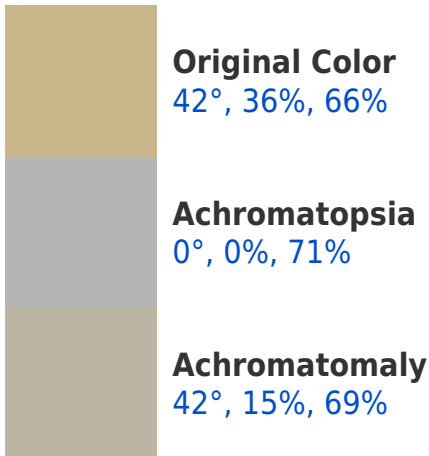 Original Color
42°, 36%, 66%
Achromatopsia
0°, 0%, 71%
Achromatomaly
42°, 15%, 69%